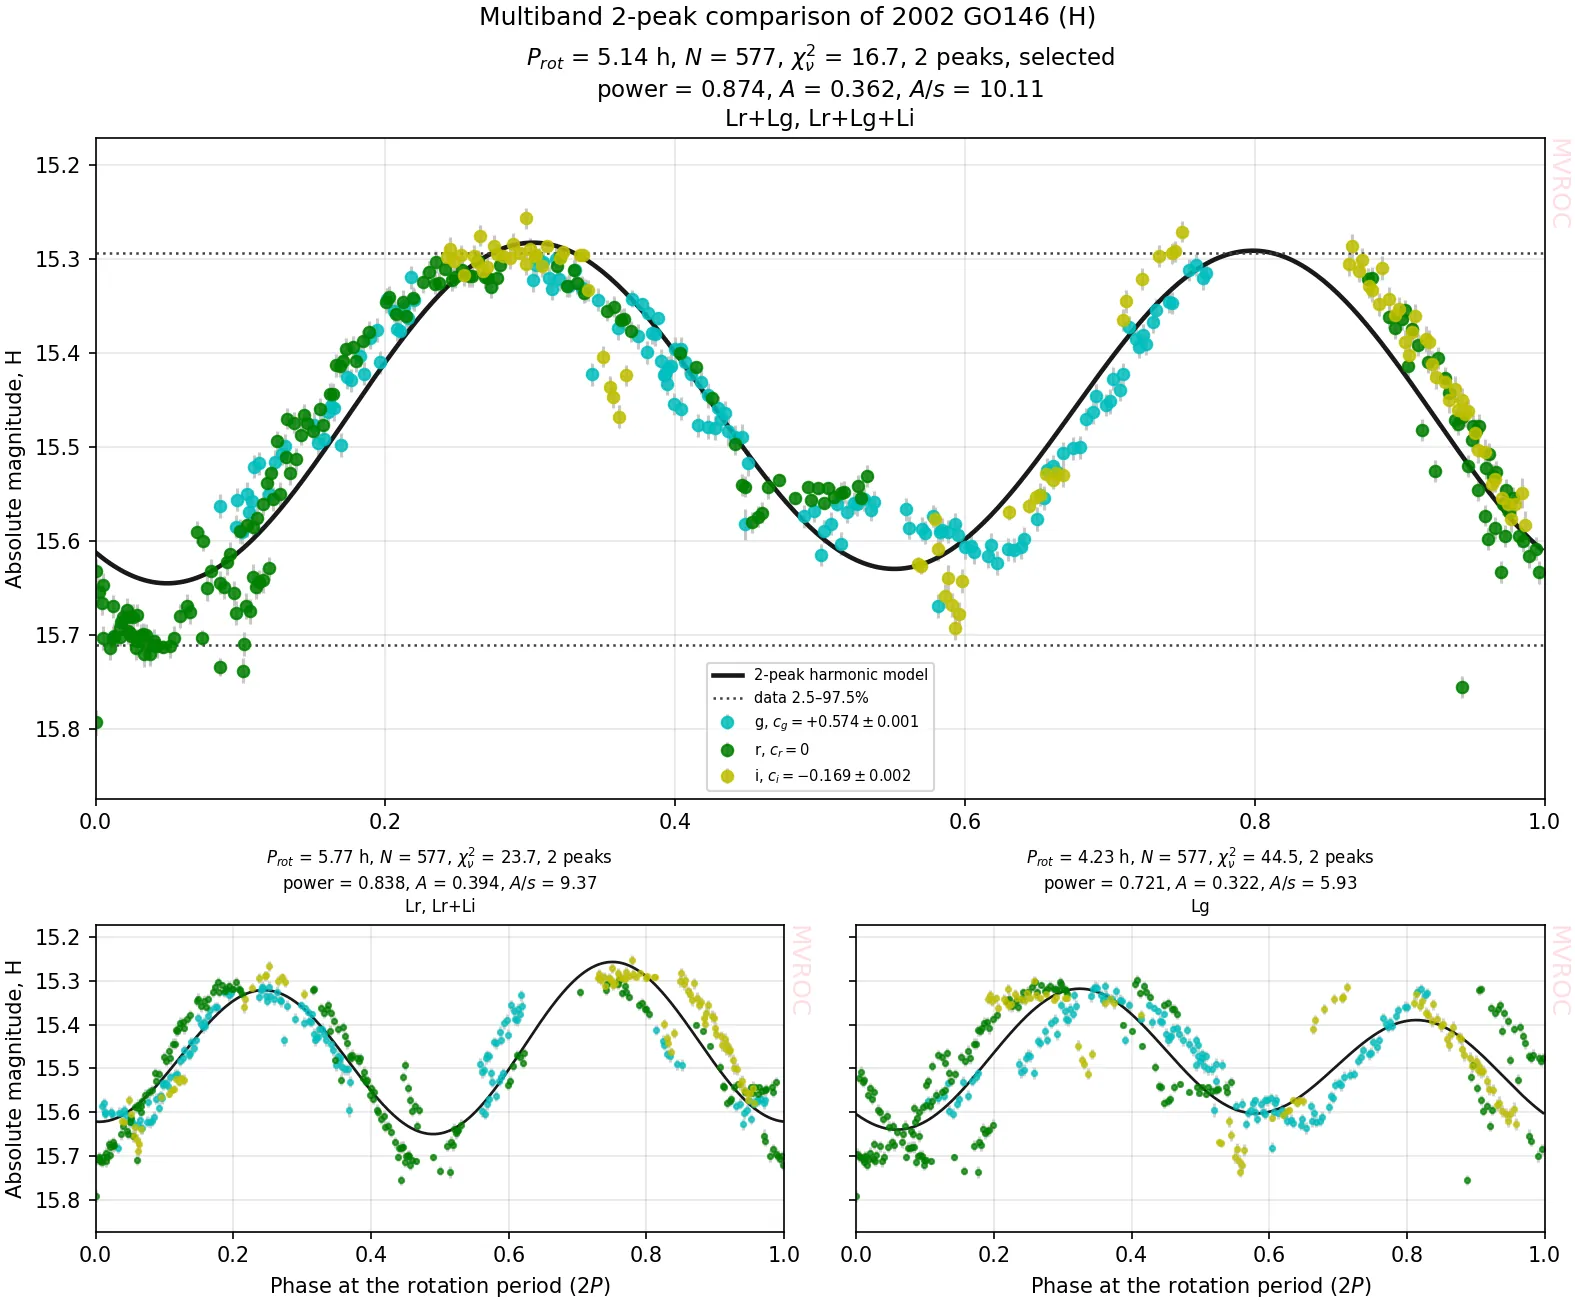 Multiband 2-peak comparison of 2002 GO146 (H)
P_rot = 5.14 h, N = 577, χ²_ν = 16.7, 2 peaks, selected
power = 0.874, A = 0.362, A/s = 10.11
Lr+Lg, Lr+Lg+Li
MVROC
Absolute magnitude, H
15.2
15.3
15.4
15.5
15.6
15.7
15.8
2-peak harmonic model
data 2.5–97.5%
g, c_g = +0.574 ± 0.001
r, c_r = 0
i, c_i = −0.169 ± 0.002
0.0 0.2 0.4 0.6 0.8 1.0
P_rot = 5.77 h, N = 577, χ²_ν = 23.7, 2 peaks
power = 0.838, A = 0.394, A/s = 9.37
Lr, Lr+Li
MVROC
Absolute magnitude, H
15.2
15.3
15.4
15.5
15.6
15.7
15.8
0.0 0.2 0.4 0.6 0.8 1.0
Phase at the rotation period (2P)
P_rot = 4.23 h, N = 577, χ²_ν = 44.5, 2 peaks
power = 0.721, A = 0.322, A/s = 5.93
Lg
MVROC
0.0 0.2 0.4 0.6 0.8 1.0
Phase at the rotation period (2P)